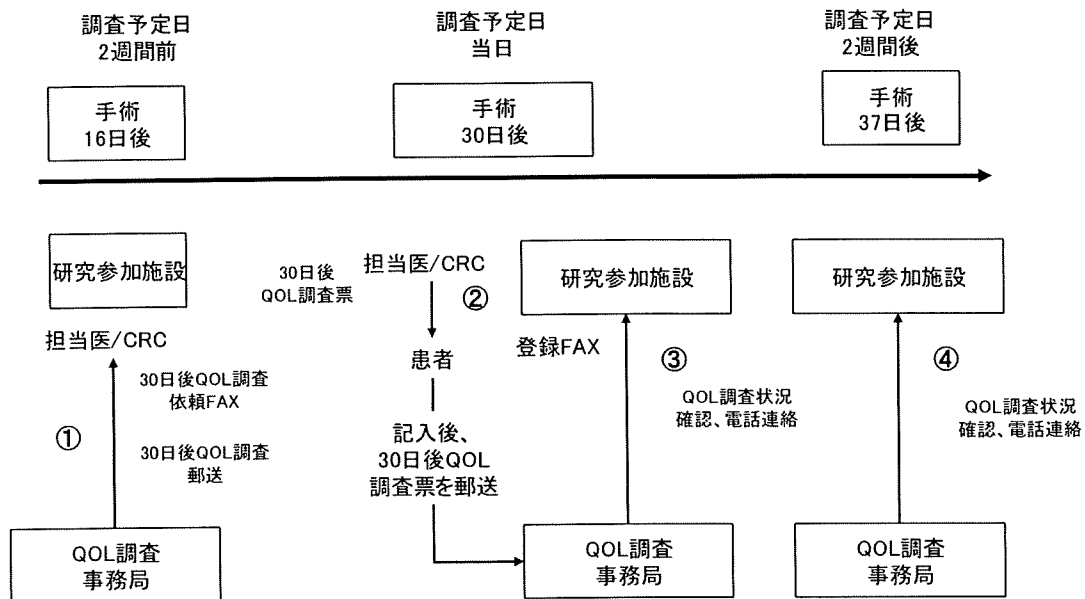 調査予定日
2週間前
調査予定日
当日
調査予定日
2週間後
手術
16日後
手術
30日後
手術
37日後
研究参加施設
担当医/CRC
①
30日後QOL調査
依頼FAX
30日後QOL調査
郵送
QOL調査
事務局
30日後
QOL調査票
担当医/CRC
②
患者
記入後、
30日後QOL
調査票を郵送
研究参加施設
登録FAX
③
QOL調査状況
確認、電話連絡
QOL調査
事務局
研究参加施設
④
QOL調査状況
確認、電話連絡
QOL調査
事務局